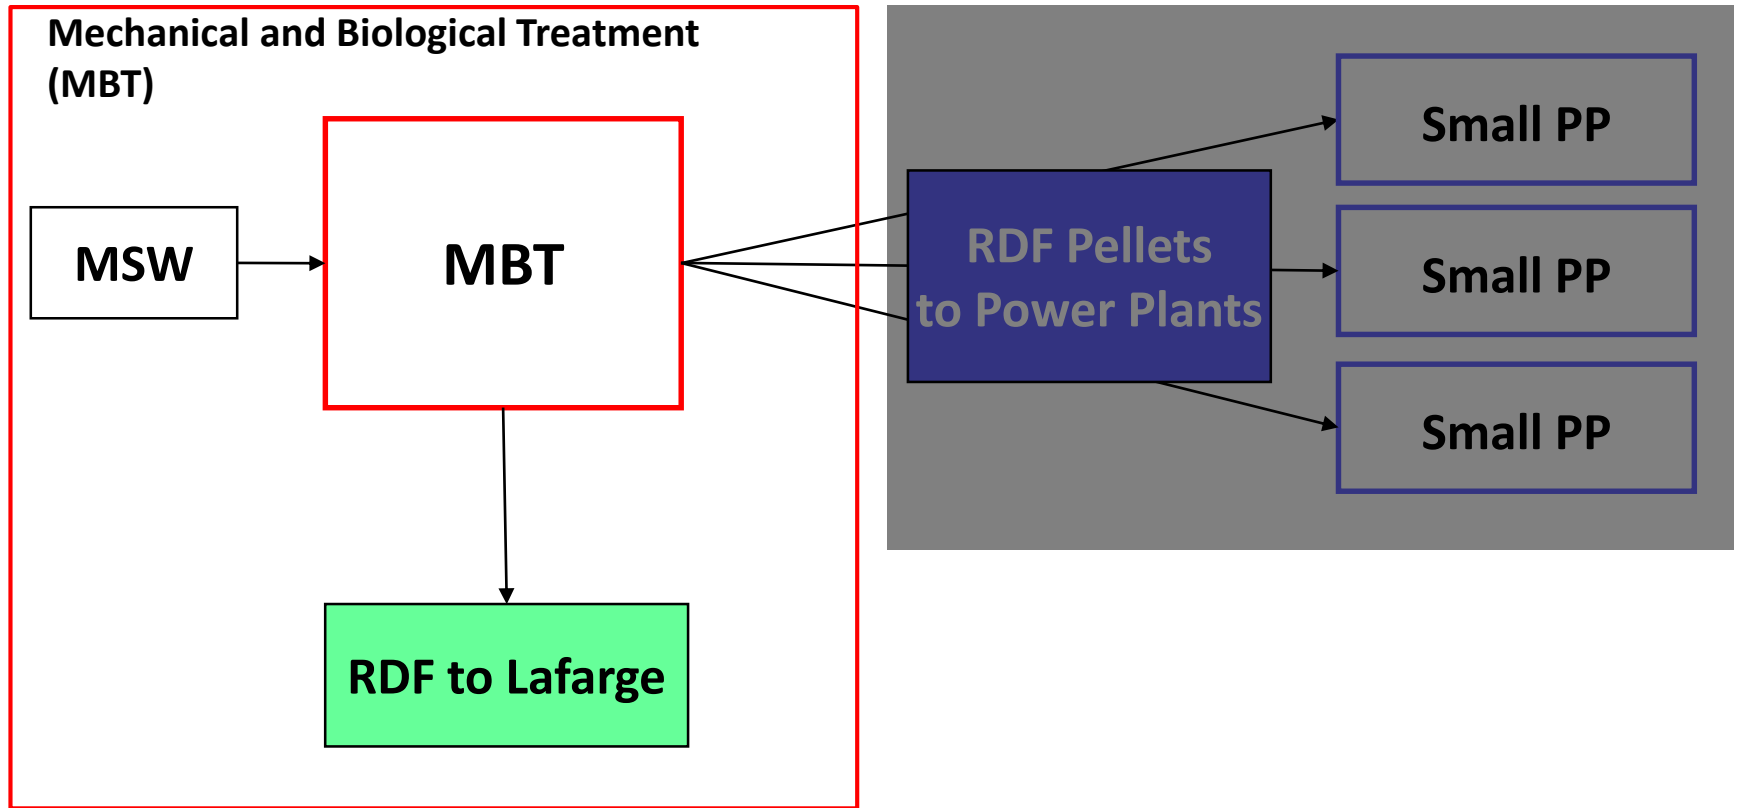 Mechanical and Biological Treatment
(MBT)
MSW
MBT
RDF to Lafarge
RDF Pellets
to Power Plants
Small PP
Small PP
Small PP